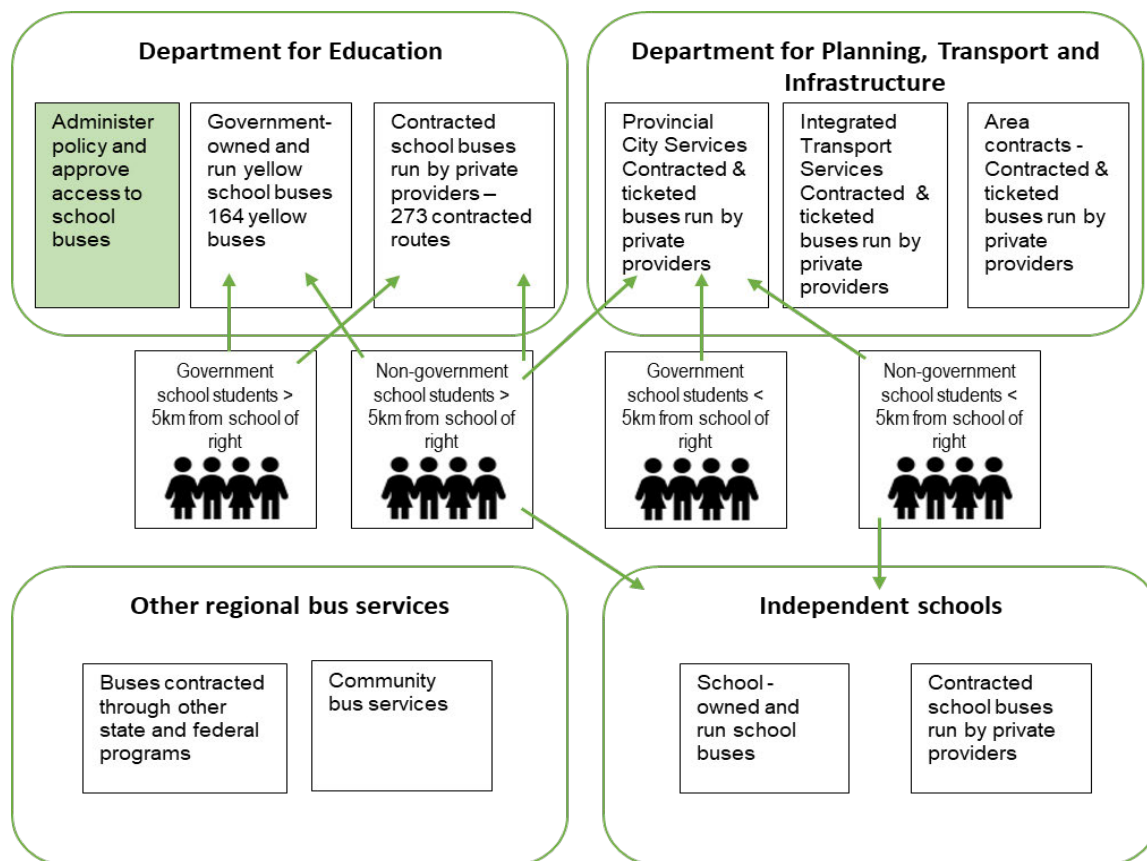 Department for Education
Administer
policy and
approve
access to
school
buses
Government-
owned and
run yellow
school buses
164 yellow
buses
Contracted
school buses
run by private
providers –
273 contracted
routes
Department for Planning, Transport and
Infrastructure
Provincial
City Services
Contracted &
ticketed
buses run by
private
providers
Integrated
Transport
Services
Contracted &
ticketed
buses run by
private
providers
Area
contracts -
Contracted &
ticketed
buses run by
private
providers
Government
school students >
5km from school of
right
Non-government
school students >
5km from school of
right
Government
school students <
5km from school of
right
Non-government
school students <
5km from school of
right
Other regional bus services
Buses contracted
through other
state and federal
programs
Community
bus services
Independent schools
School -
owned and
run school
buses
Contracted
school buses
run by private
providers